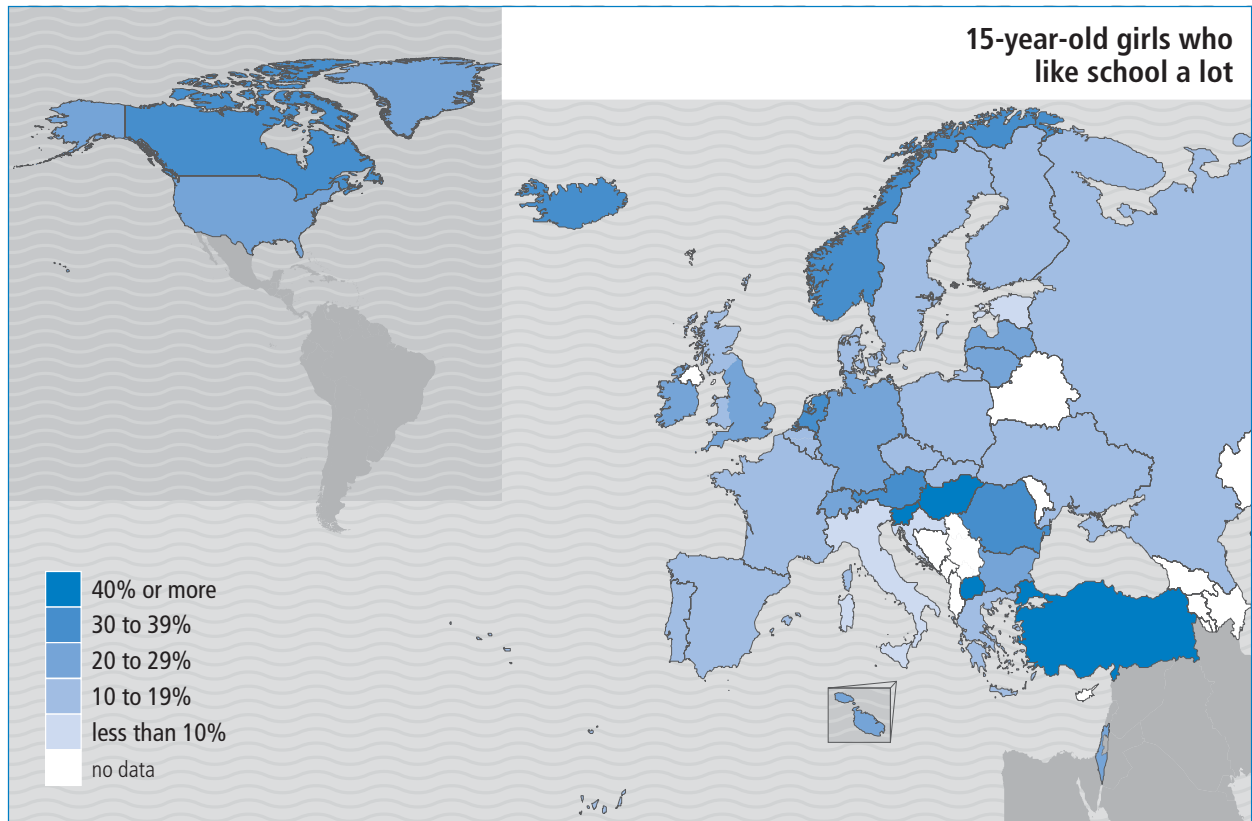 15-year-old girls who
like school a lot
40% or more
30 to 39%
20 to 29%
10 to 19%
less than 10%
no data